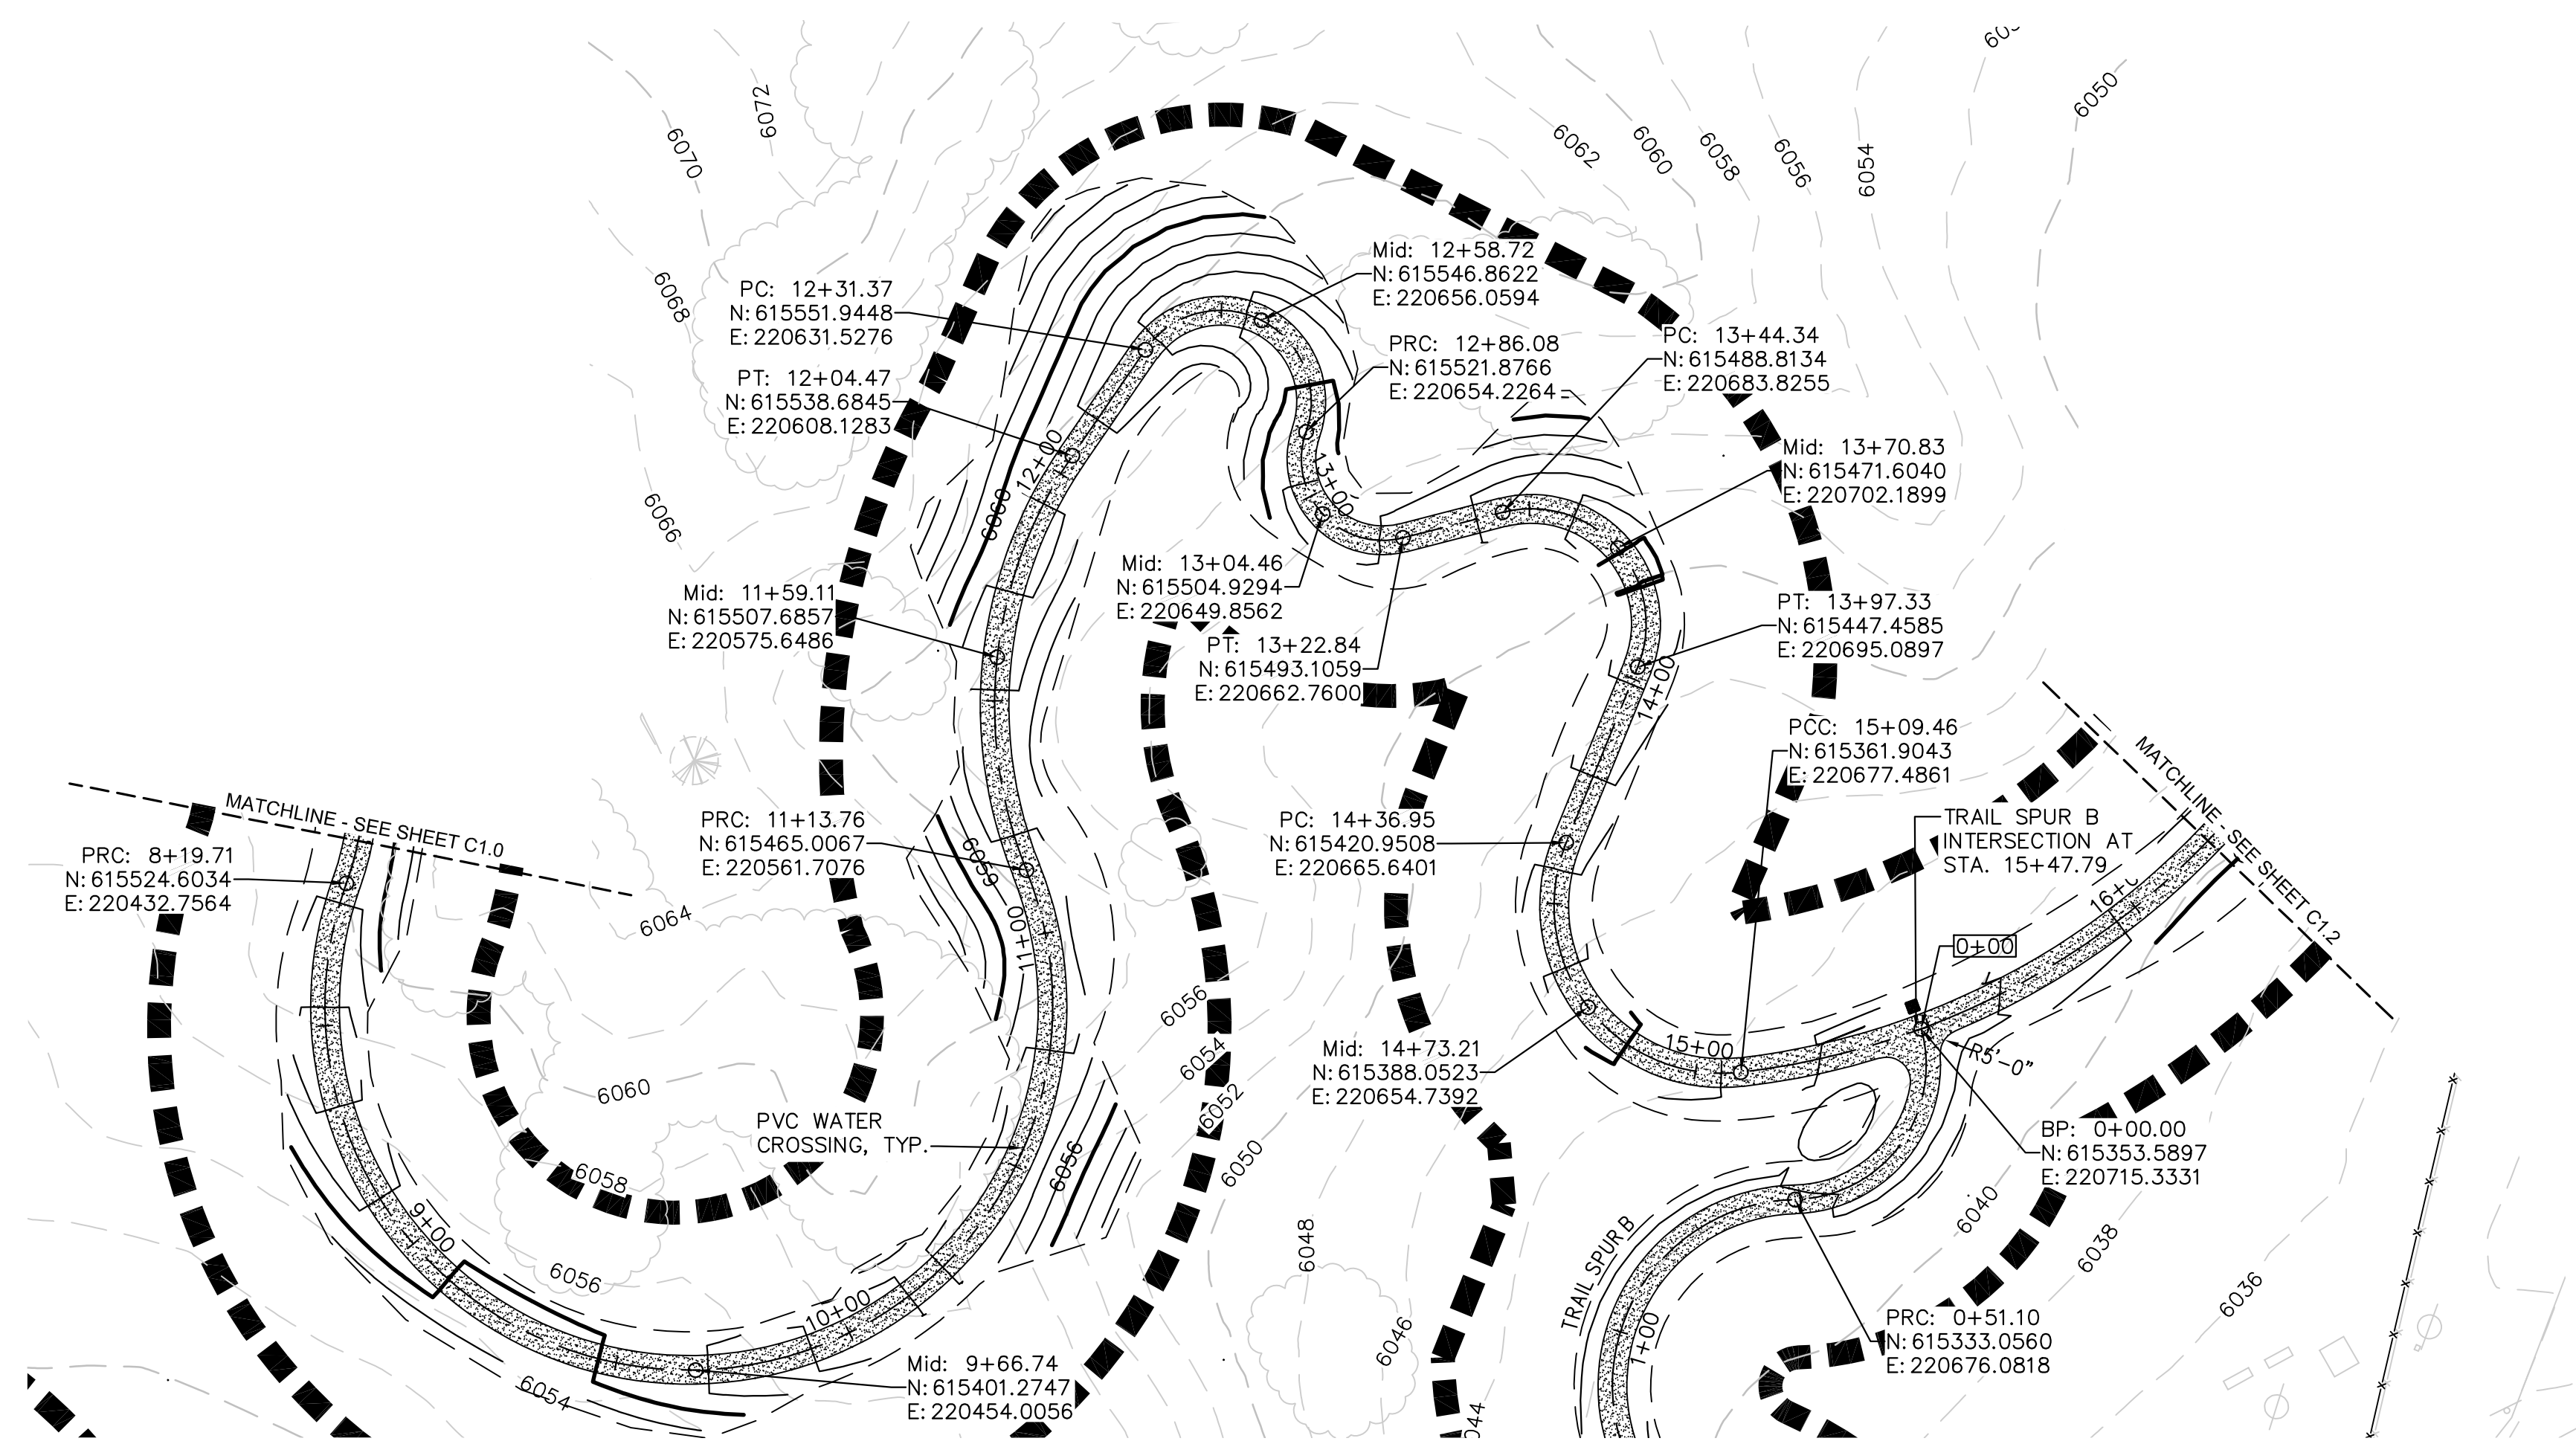 6050
6072
6070
6062
6060
6058
6056
6054
Mid: 12+58.72
N: 615546.8622
E: 220656.0594
PC: 12+31.37
N: 615551.9448
E: 220631.5276
6068
PRC: 12+86.08
N: 615521.8766
E: 220654.2264
PC: 13+44.34
N: 615488.8134
E: 220683.8255
PT: 12+04.47
N: 615538.6845
E: 220608.1283
12+00
13+00
Mid: 13+70.83
N: 615471.6040
E: 220702.1899
6066
6060
Mid: 13+04.46
N: 615504.9294
E: 220649.8562
Mid: 11+59.11
N: 615507.6857
E: 220575.6486
PT: 13+97.33
N: 615447.4585
E: 220695.0897
PT: 13+22.84
N: 615493.1059
E: 220662.7600
14+00
PCC: 15+09.46
N: 615361.9043
E: 220677.4861
MATCHLINE - SEE SHEET C1.2
MATCHLINE - SEE SHEET C1.0
PRC: 11+13.76
N: 615465.0067
E: 220561.7076
PC: 14+36.95
N: 615420.9508
E: 220665.6401
TRAIL SPUR B
INTERSECTION AT
STA. 15+47.79
PRC: 8+19.71
N: 615524.6034
E: 220432.7564
6059
6064
11+00
0+00
6056
6054
6052
6050
15+00
R5'-0"
Mid: 14+73.21
N: 615388.0523
E: 220654.7392
6060
PVC WATER
CROSSING, TYP.
6056
BP: 0+00.00
N: 615353.5897
E: 220715.3331
6058
9+00
6056
10+00
6048
6046
TRAIL SPUR B
1+00
6040
6038
6036
PRC: 0+51.10
N: 615333.0560
E: 220676.0818
Mid: 9+66.74
N: 615401.2747
E: 220454.0056
6054